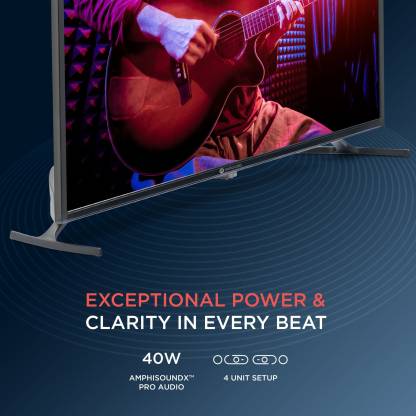 EXCEPTIONAL POWER &
CLARITY IN EVERY BEAT
40W
AMPHISOUNDX™
PRO AUDIO
4 UNIT SETUP